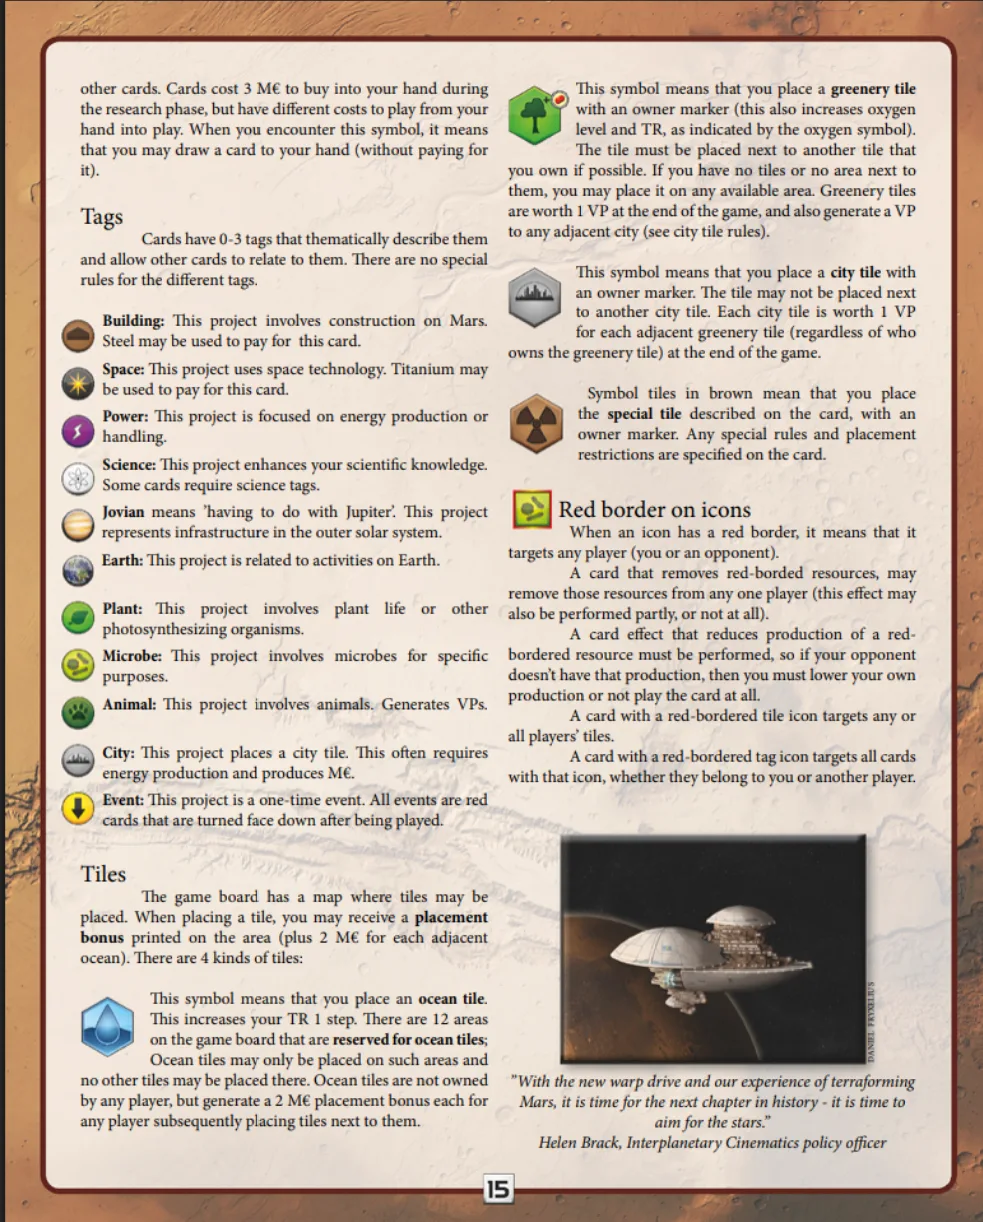 other cards. Cards cost 3 M€ to buy into your hand during
the research phase, but have different costs to play from your
hand into play. When you encounter this symbol, it means
that you may draw a card to your hand (without paying for
it).
Tags
Cards have 0-3 tags that thematically describe them
and allow other cards to relate to them. There are no special
rules for the different tags.
Building: This project involves construction on Mars.
Steel may be used to pay for this card.
Space: This project uses space technology. Titanium may
be used to pay for this card.
Power: This project is focused on energy production or
handling.
Science: This project enhances your scientific knowledge.
Some cards require science tags.
Jovian means 'having to do with Jupiter'. This project
represents infrastructure in the outer solar system.
Earth: This project is related to activities on Earth.
Plant: This project involves plant life or other
photosynthesizing organisms.
Microbe: This project involves microbes for specific
purposes.
Animal: This project involves animals. Generates VPs.
City: This project places a city tile. This often requires
energy production and produces M€.
Event: This project is a one-time event. All events are red
cards that are turned face down after being played.
Tiles
The game board has a map where tiles may be
placed. When placing a tile, you may receive a placement
bonus printed on the area (plus 2 M€ for each adjacent
ocean). There are 4 kinds of tiles:
This symbol means that you place an ocean tile.
This increases your TR 1 step. There are 12 areas
on the game board that are reserved for ocean tiles;
Ocean tiles may only be placed on such areas and
no other tiles may be placed there. Ocean tiles are not owned
by any player, but generate a 2 M€ placement bonus each for
any player subsequently placing tiles next to them.
This symbol means that you place a greenery tile
with an owner marker (this also increases oxygen
level and TR, as indicated by the oxygen symbol).
The tile must be placed next to another tile that
you own if possible. If you have no tiles or no area next to
them, you may place it on any available area. Greenery tiles
are worth 1 VP at the end of the game, and also generate a VP
to any adjacent city (see city tile rules).
This symbol means that you place a city tile with
an owner marker. The tile may not be placed next
to another city tile. Each city tile is worth 1 VP
for each adjacent greenery tile (regardless of who
owns the greenery tile) at the end of the game.
Symbol tiles in brown mean that you place
the special tile described on the card, with an
owner marker. Any special rules and placement
restrictions are specified on the card.
Red border on icons
When an icon has a red border, it means that it
targets any player (you or an opponent).
A card that removes red-borded resources, may
remove those resources from any one player (this effect may
also be performed partly, or not at all).
A card effect that reduces production of a red-
bordered resource must be performed, so if your opponent
doesn't have that production, then you must lower your own
production or not play the card at all.
A card with a red-bordered tile icon targets any or
all players' tiles.
A card with a red-bordered tag icon targets all cards
with that icon, whether they belong to you or another player.
DANIEL FRYXELIUS
"With the new warp drive and our experience of terraforming
Mars, it is time for the next chapter in history - it is time to
aim for the stars."
Helen Brack, Interplanetary Cinematics policy officer
15